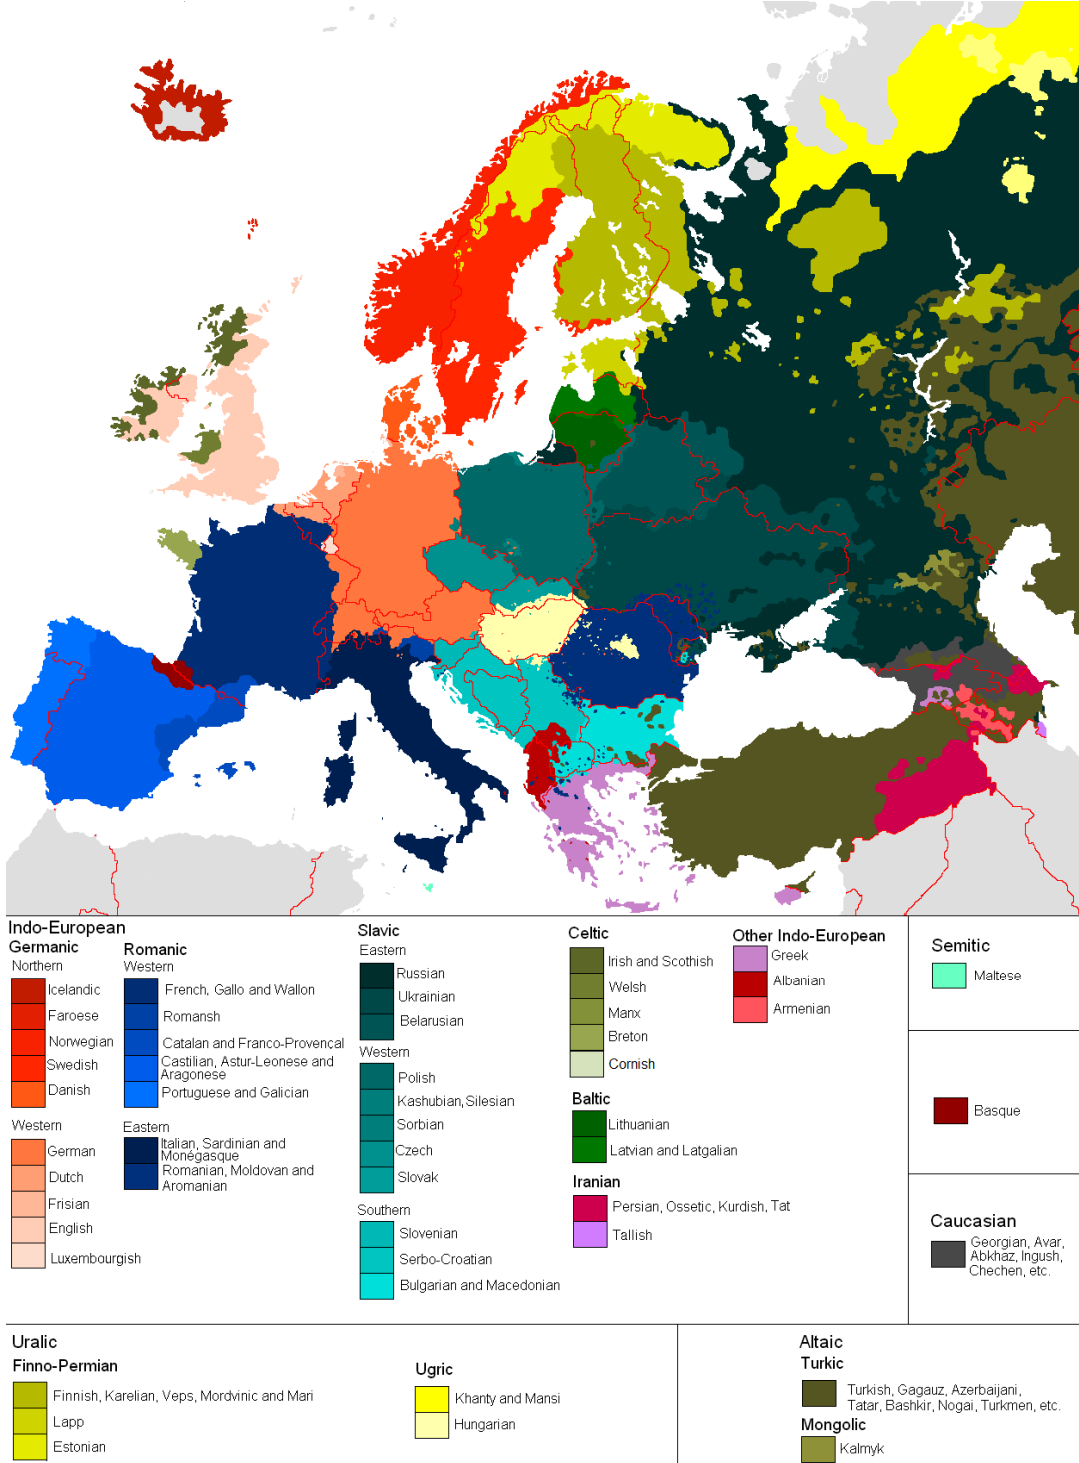 Indo-European
Germanic
Northern
Icelandic
Faroese
Norwegian
Swedish
Danish
Western
German
Dutch
Frisian
English
Luxembourgish
Romanic
Western
French, Gallo and Wallon
Romansh
Catalan and Franco-Provençal
Castilian, Astur-Leonese and
Aragonese
Portuguese and Galician
Eastern
Italian, Sardinian and
Monégasque
Romanian, Moldovan and
Aromanian
Slavic
Eastern
Russian
Ukrainian
Belarusian
Western
Polish
Kashubian, Silesian
Sorbian
Czech
Slovak
Southern
Slovenian
Serbo-Croatian
Bulgarian and Macedonian
Celtic
Irish and Scothish
Welsh
Manx
Breton
Cornish
Baltic
Lithuanian
Latvian and Latgalian
Iranian
Persian, Ossetic, Kurdish, Tat
Tallish
Other Indo-European
Greek
Albanian
Armenian
Semitic
Maltese
Basque
Caucasian
Georgian, Avar,
Abkhaz, Ingush,
Chechen, etc.
Uralic
Finno-Permian
Finnish, Karelian, Veps, Mordvinic and Mari
Lapp
Estonian
Ugric
Khanty and Mansi
Hungarian
Altaic
Turkic
Turkish, Gagauz, Azerbaijani,
Tatar, Bashkir, Nogai, Turkmen, etc.
Mongolic
Kalmyk